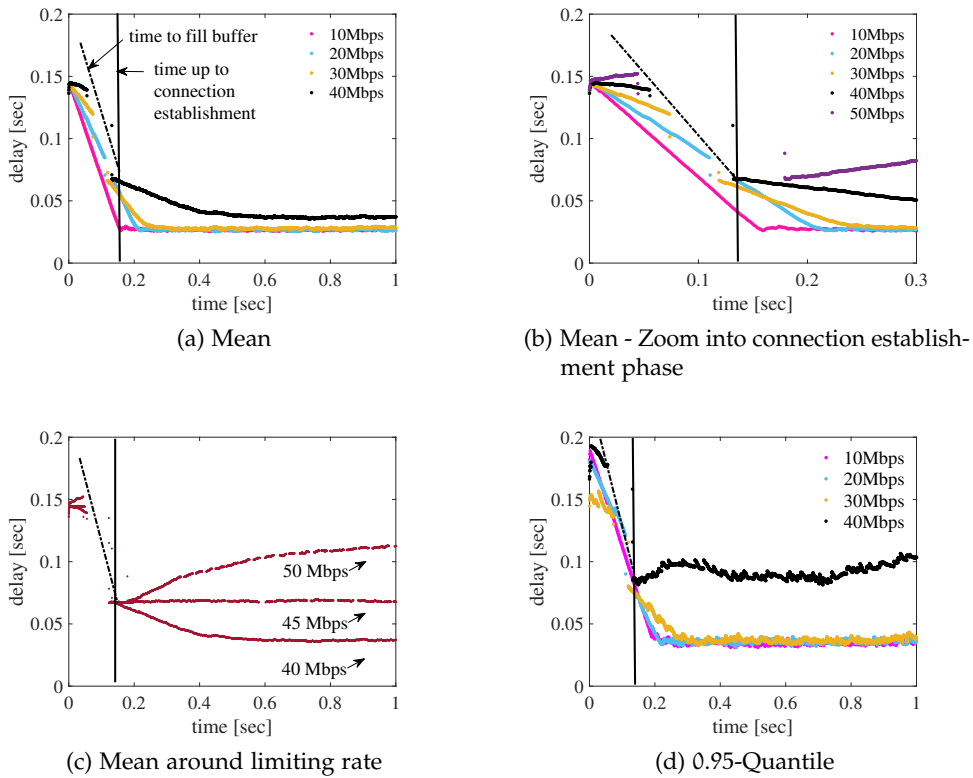 0.2
0.15
0.1
0.05
0
delay [sec]
0 0.2 0.4 0.6 0.8 1
time [sec]
time to fill buffer
time up to
connection
establishment
10Mbps
20Mbps
30Mbps
40Mbps
(a) Mean
0.2
0.15
0.1
0.05
0
delay [sec]
0 0.1 0.2 0.3
time [sec]
10Mbps
20Mbps
30Mbps
40Mbps
50Mbps
(b) Mean - Zoom into connection establish-
ment phase
0.2
0.15
0.1
0.05
0
delay [sec]
0 0.2 0.4 0.6 0.8 1
time [sec]
50 Mbps
45 Mbps
40 Mbps
(c) Mean around limiting rate
0.2
0.15
0.1
0.05
0
delay [sec]
0 0.2 0.4 0.6 0.8 1
time [sec]
10Mbps
20Mbps
30Mbps
40Mbps
(d) 0.95-Quantile